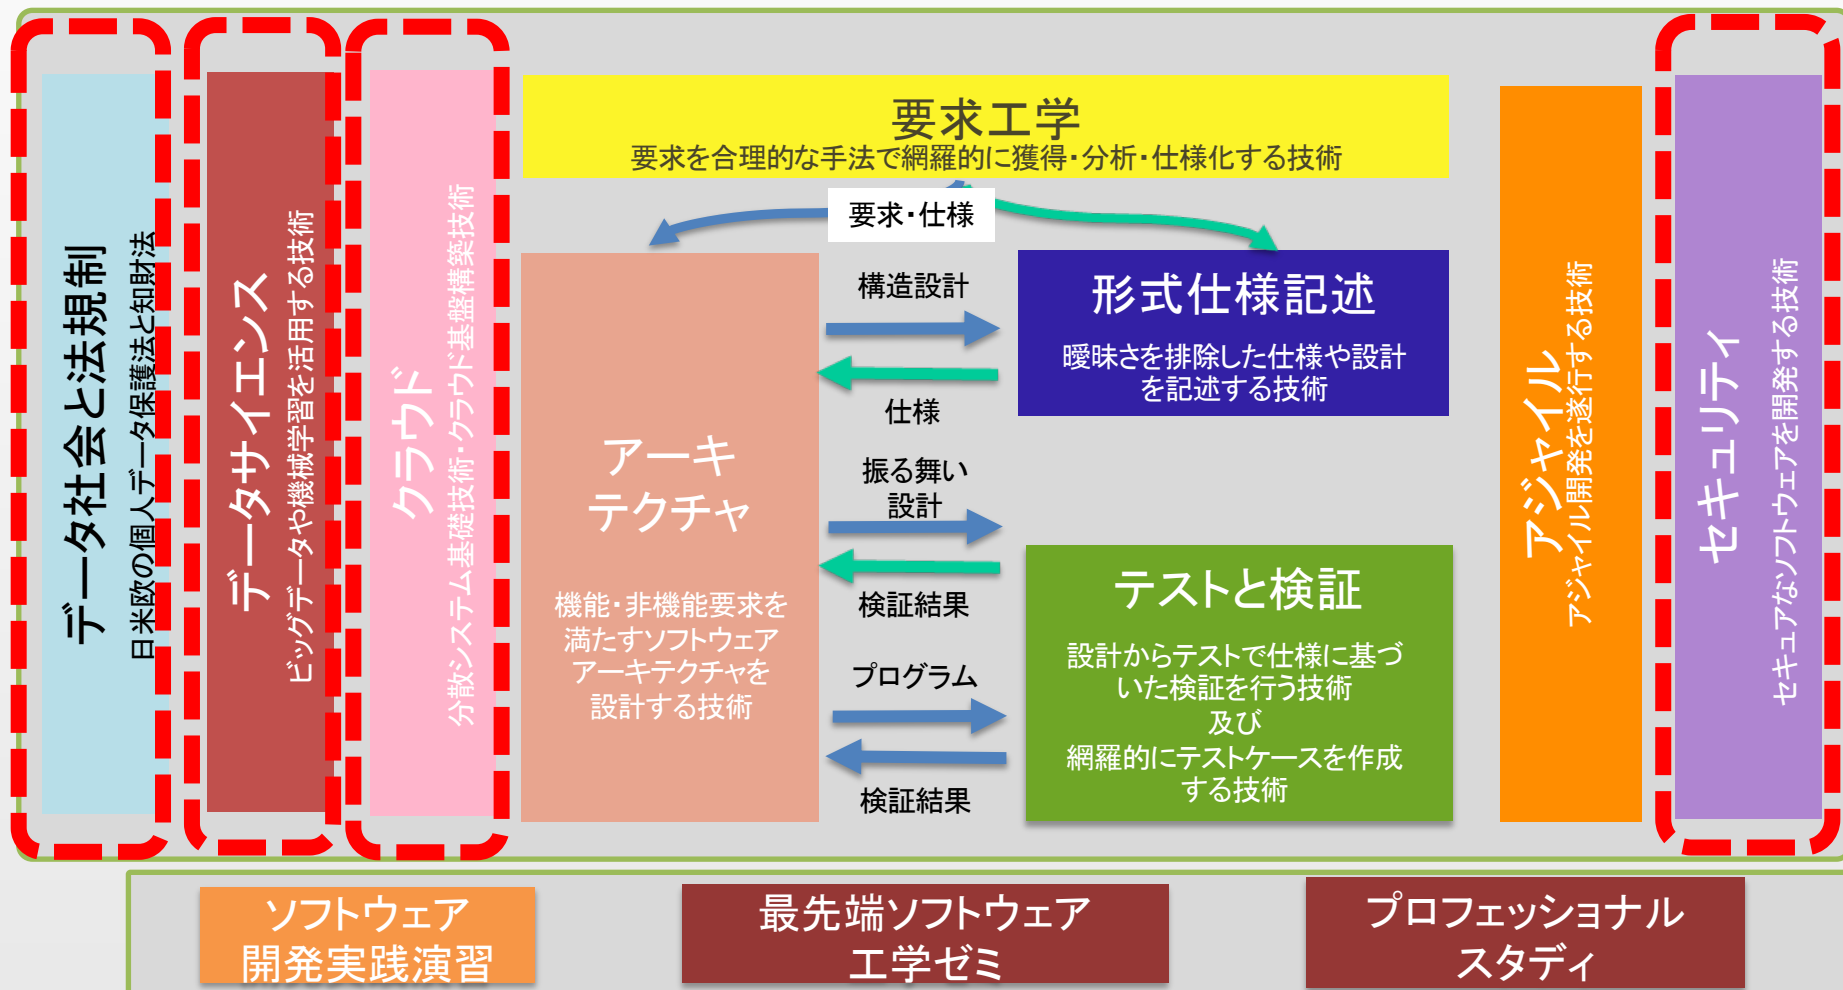 データ社会と法規制
日米欧の個人データ保護法と知財法
データサイエンス
ビッグデータや機械学習を活用する技術
クラウド
分散システム基礎技術・クラウド基盤構築技術
要求工学
要求を合理的な手法で網羅的に獲得・分析・仕様化する技術
要求・仕様
アーキ
テクチャ
機能・非機能要求を
満たすソフトウェア
アーキテクチャを
設計する技術
構造設計
仕様
振る舞い
設計
検証結果
プログラム
検証結果
形式仕様記述
曖昧さを排除した仕様や設計
を記述する技術
テストと検証
設計からテストで仕様に基づ
いた検証を行う技術
及び
網羅的にテストケースを作成
する技術
アジャイル
アジャイル開発を遂行する技術
セキュリティ
セキュアなソフトウェアを開発する技術
ソフトウェア
開発実践演習
最先端ソフトウェア
工学ゼミ
プロフェッショナル
スタディ